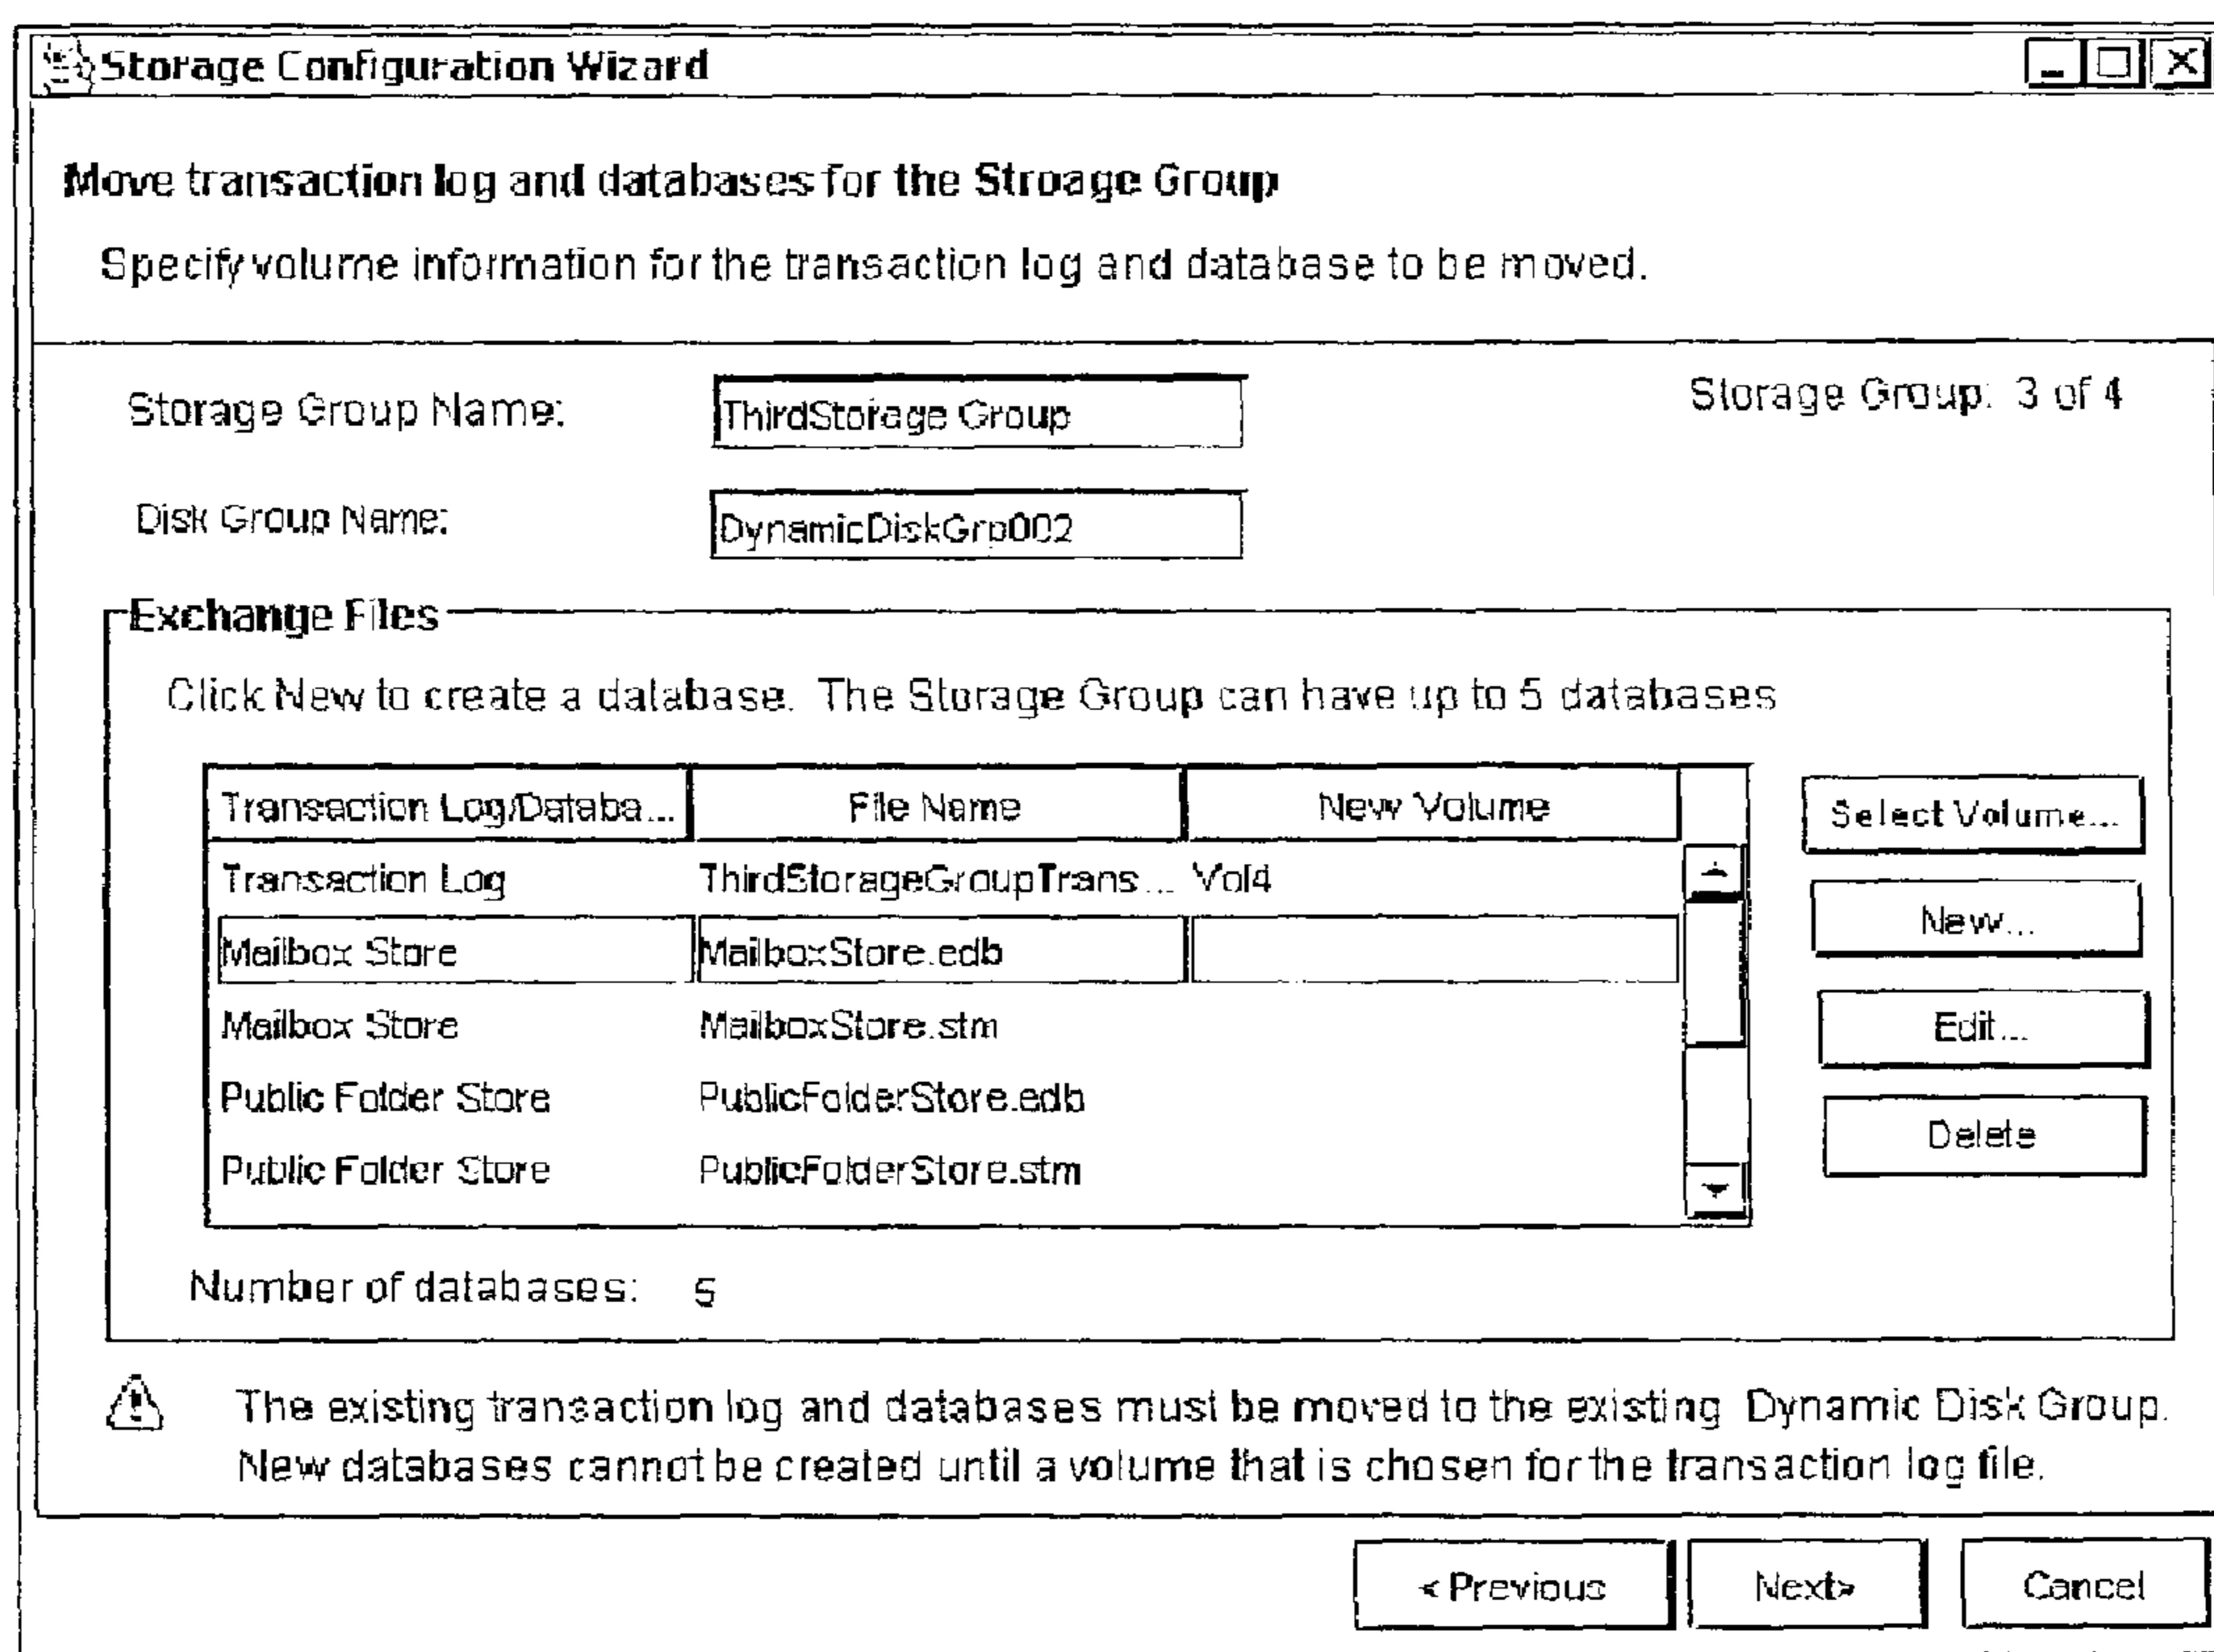 Storage Configuration Wizard
Move transaction log and databases for the Stroage Group
Specify volume information for the transaction log and database to be moved.
Storage Group Name: ThirdStorage Group Storage Group: 3 of 4
Disk Group Name: DynamicDiskGrp002
Exchange Files
Click New to create a database. The Storage Group can have up to 5 databases
Transaction Log/Databa... File Name New Volume Select Volume...
Transaction Log ThirdStorageGroupTrans... Vol4
Mailbox Store MailboxStore.edb New...
Mailbox Store MailboxStore.stm Edit...
Public Folder Store PublicFolderStore.edb
Public Folder Store PublicFolderStore.stm Delete
Number of databases: 5
The existing transaction log and databases must be moved to the existing Dynamic Disk Group.
New databases cannot be created until a volume that is chosen for the transaction log file.
< Previous Next> Cancel